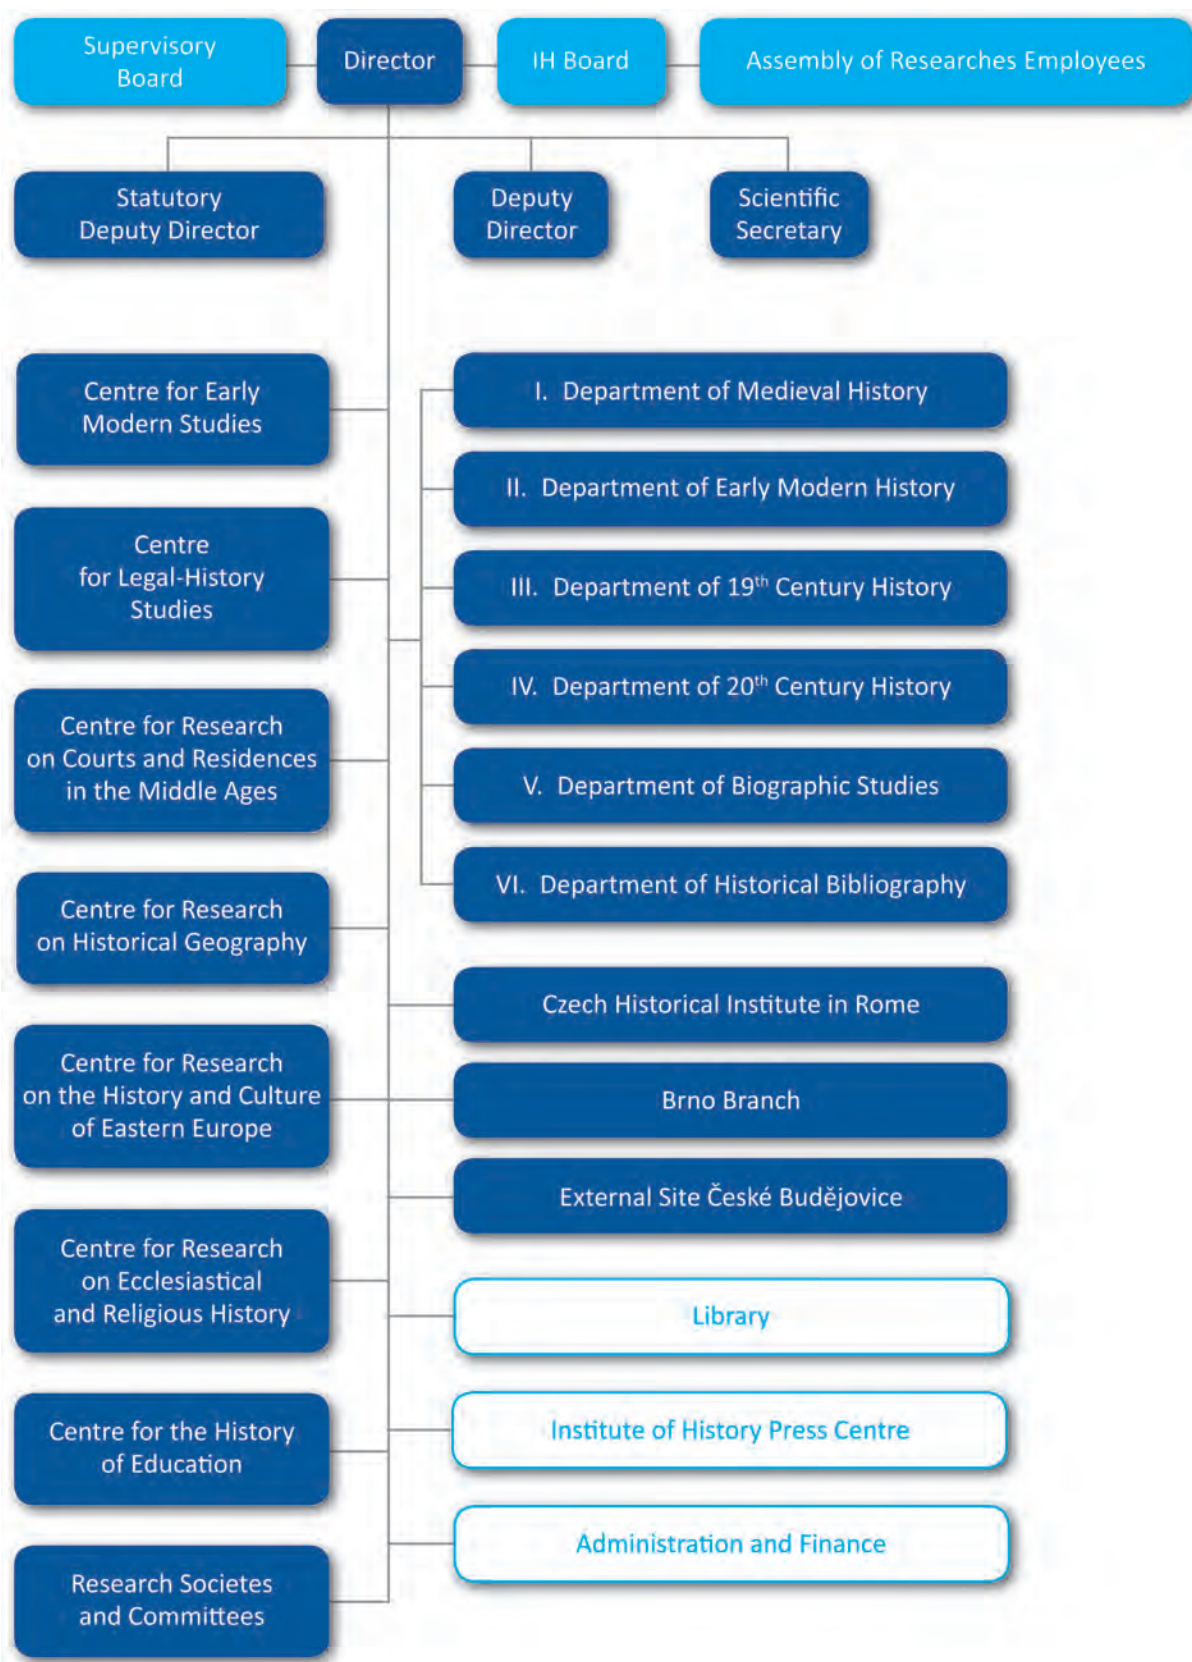 Supervisory
Board
Director
IH Board
Assembly of Researches Employees
Statutory
Deputy Director
Deputy
Director
Scientific
Secretary
Centre for Early
Modern Studies
Centre
for Legal-History
Studies
Centre for Research
on Courts and Residences
in the Middle Ages
Centre for Research
on Historical Geography
Centre for Research
on the History and Culture
of Eastern Europe
Centre for Research
on Ecclesiastical
and Religious History
Centre for the History
of Education
Research Societes
and Committees
I. Department of Medieval History
II. Department of Early Modern History
III. Department of 19th Century History
IV. Department of 20th Century History
V. Department of Biographic Studies
VI. Department of Historical Bibliography
Czech Historical Institute in Rome
Brno Branch
External Site České Budějovice
Library
Institute of History Press Centre
Administration and Finance